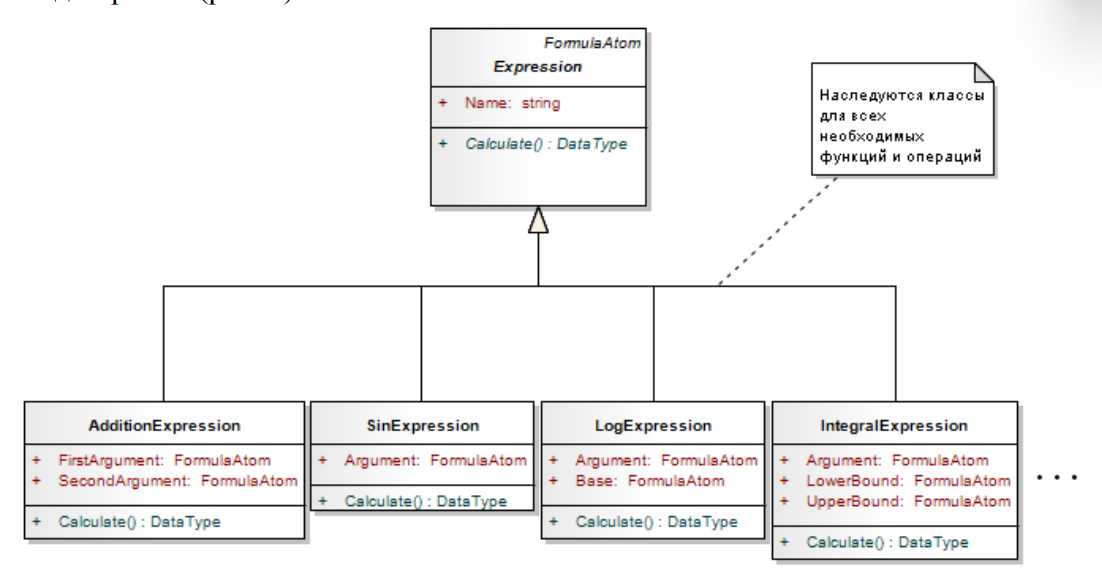 FormulaAtom
Expression
+ Name: string
+ Calculate() : DataType
Наследуются классы
для всех
необходимых
функций и операций
AdditionExpression
+ FirstArgument: FormulaAtom
+ SecondArgument: FormulaAtom
+ Calculate() : DataType
SinExpression
+ Argument: FormulaAtom
+ Calculate() : DataType
LogExpression
+ Argument: FormulaAtom
+ Base: FormulaAtom
+ Calculate() : DataType
IntegralExpression
+ Argument: FormulaAtom
+ LowerBound: FormulaAtom
+ UpperBound: FormulaAtom
+ Calculate() : DataType
. . .